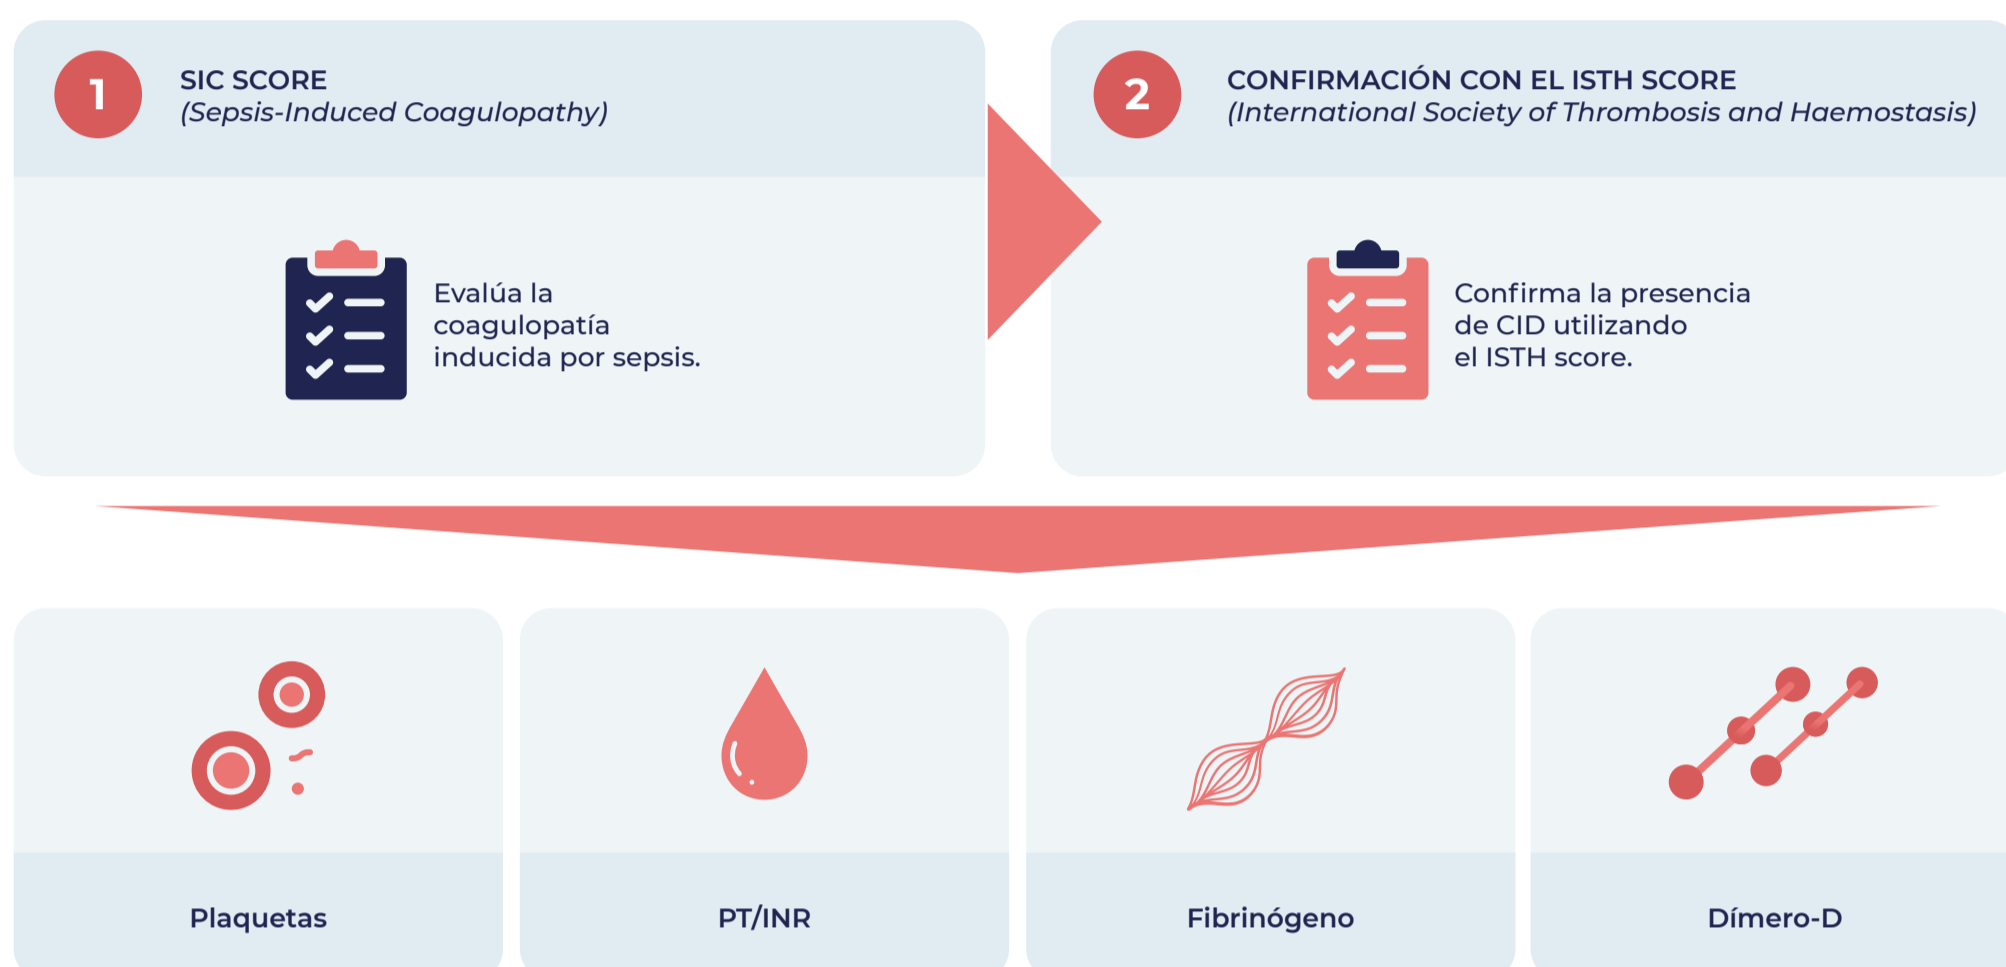 1
SIC SCORE
(Sepsis-Induced Coagulopathy)
Evalúa la
coagulopatía
inducida por sepsis.
2
CONFIRMACIÓN CON EL ISTH SCORE
(International Society of Thrombosis and Haemostasis)
Confirma la presencia
de CID utilizando
el ISTH score.
Plaquetas
PT/INR
Fibrinógeno
Dímero-D